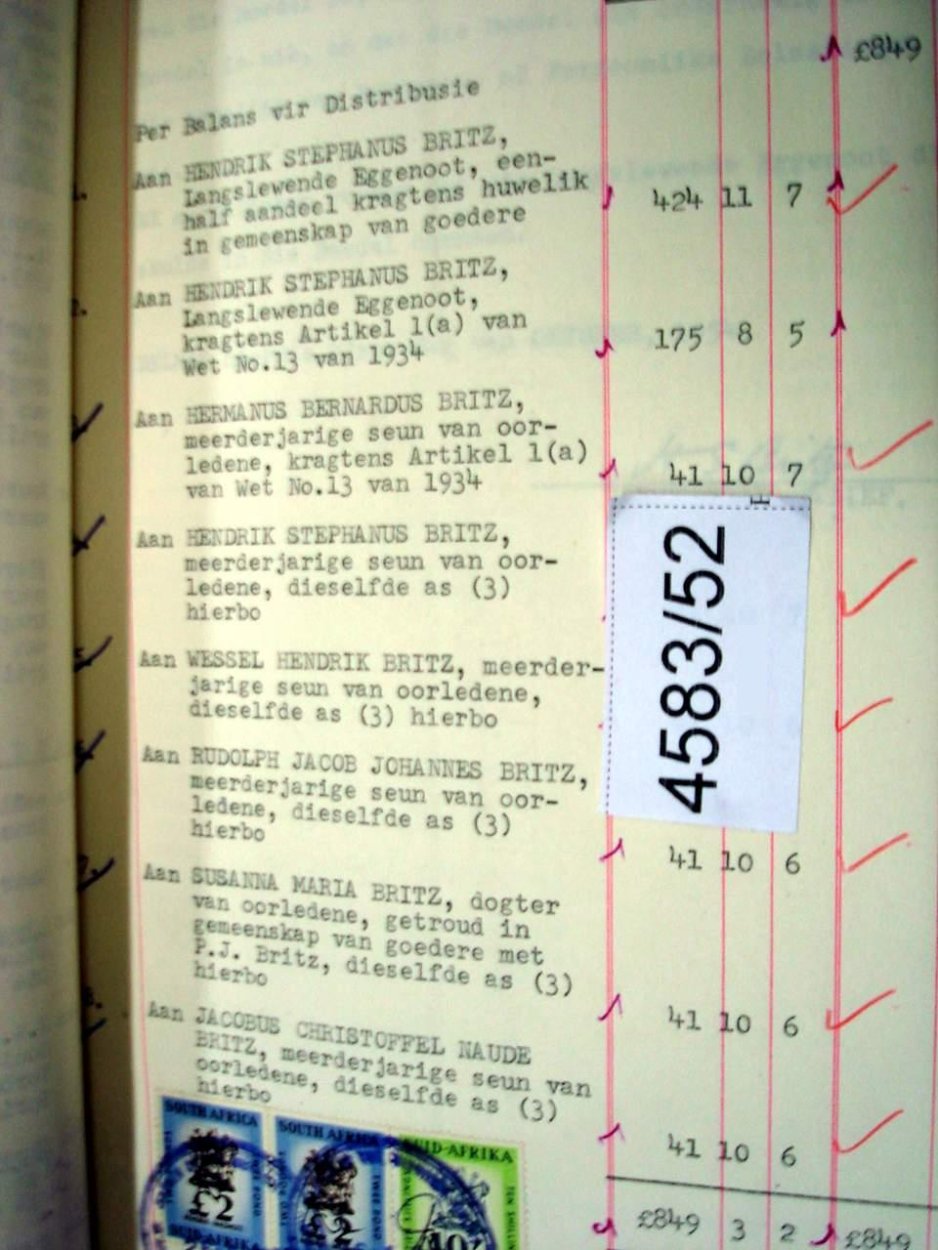 £849
Per Balans vir Distribusie
1. Aan HENDRIK STEPHANUS BRITZ,
Langslewende Eggenoot, een-
half aandeel kragtens huwelik
in gemeenskap van goedere 424 11 7
2. Aan HENDRIK STEPHANUS BRITZ,
Langslewende Eggenoot,
kragtens Artikel 1(a) van
Wet No.13 van 1934 175 8 5
Aan HERMANUS BERNARDUS BRITZ,
meerderjarige seun van oor-
ledene, kragtens Artikel 1(a)
van Wet No.13 van 1934 41 10 7
Aan HENDRIK STEPHANUS BRITZ,
meerderjarige seun van oor-
ledene, dieselfde as (3)
hierbo
4583/52
Aan WESSEL HENDRIK BRITZ, meerder-
jarige seun van oorledene,
dieselfde as (3) hierbo
Aan RUDOLPH JACOB JOHANNES BRITZ,
meerderjarige seun van oor-
ledene, dieselfde as (3)
hierbo 41 10 6
7. Aan SUSANNA MARIA BRITZ, dogter
van oorledene, getroud in
gemeenskap van goedere met
P.J. Britz, dieselfde as (3)
hierbo 41 10 6
8. Aan JACOBUS CHRISTOFFEL NAUDE
BRITZ, meerderjarige seun van
oorledene, dieselfde as (3)
hierbo 41 10 6
SOUTH AFRICA SOUTH AFRICA SUID-AFRIKA
£2 10/-
£849 3 2 £849